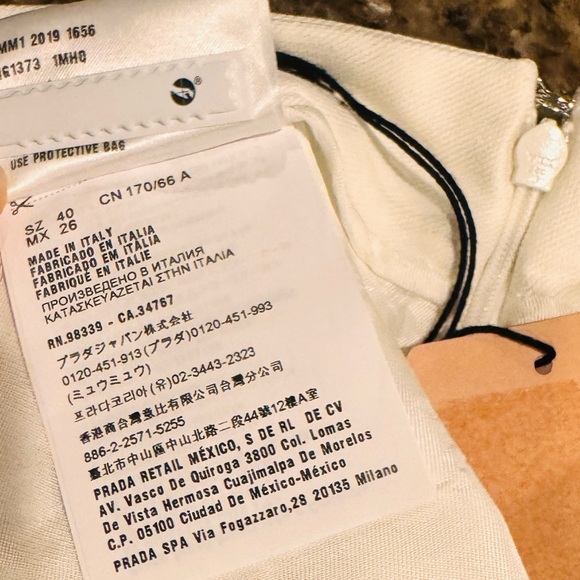 MM1 2019 1656
1MH0
USE PROTECTIVE BAG
SZ 40 CN 170/66 A
MX 26
MADE IN ITALY
FABRICADO EN ITALIA
FABRICADO EM ITÁLIA
FABRIQUÉ EN ITALIE
ПРОИЗВЕДЕНО В ИТАЛИЯ
ΚΑΤΑΣΚΕΥΑΖΕΤΑΙ ΣΤΗΝ ΙΤΑΛΙΑ
RN.98339 - CA.34767
プラダジャパン株式会社
0120-451-913(プラダ)0120-451-993
(ミュウミュウ)
프라다코리아(유)02-3443-2323
香港商台灣惫比有限公司台灣分公司
886-2-2571-5255
臺北市中山區中山北路二段44號12樓A室
PRADA RETAIL MÉXICO, S DE RL DE CV
AV. Vasco De Quiroga 3800 Col. Lomas
De Vista Hermosa Cuajimalpa De Morelos
C.P. 05100 Ciudad De México-México
PRADA SPA Via Fogazzaro,28 20135 Milano